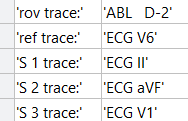 'rov trace:' 'ABL   D-2'
'ref trace:' 'ECG V6'
'S 1 trace:' 'ECG II'
'S 2 trace:' 'ECG aVF'
'S 3 trace:' 'ECG V1'